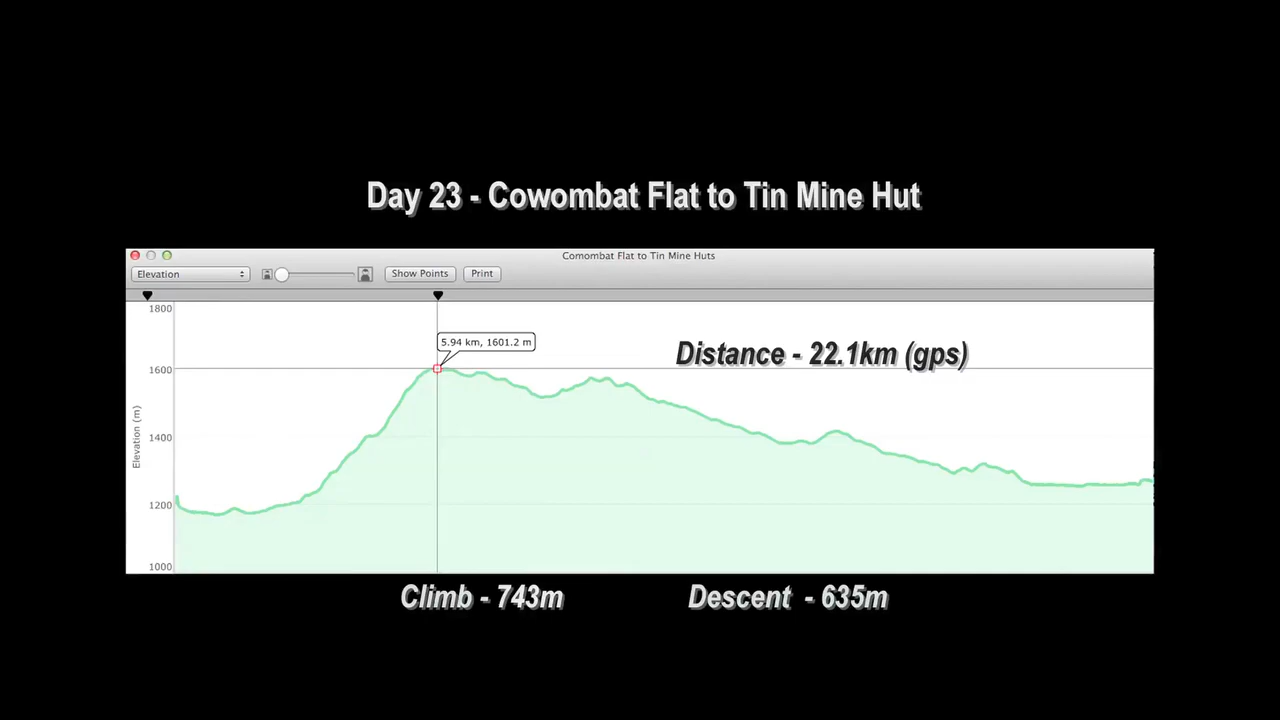 Day 23 - Cowombat Flat to Tin Mine Hut
Comombat Flat to Tin Mine Huts
Elevation
Show Points
Print
1800
5.94 km, 1601.2 m
Distance - 22.1km (gps)
1600
Elevation (m)
1400
1200
1000
Climb - 743m
Descent - 635m